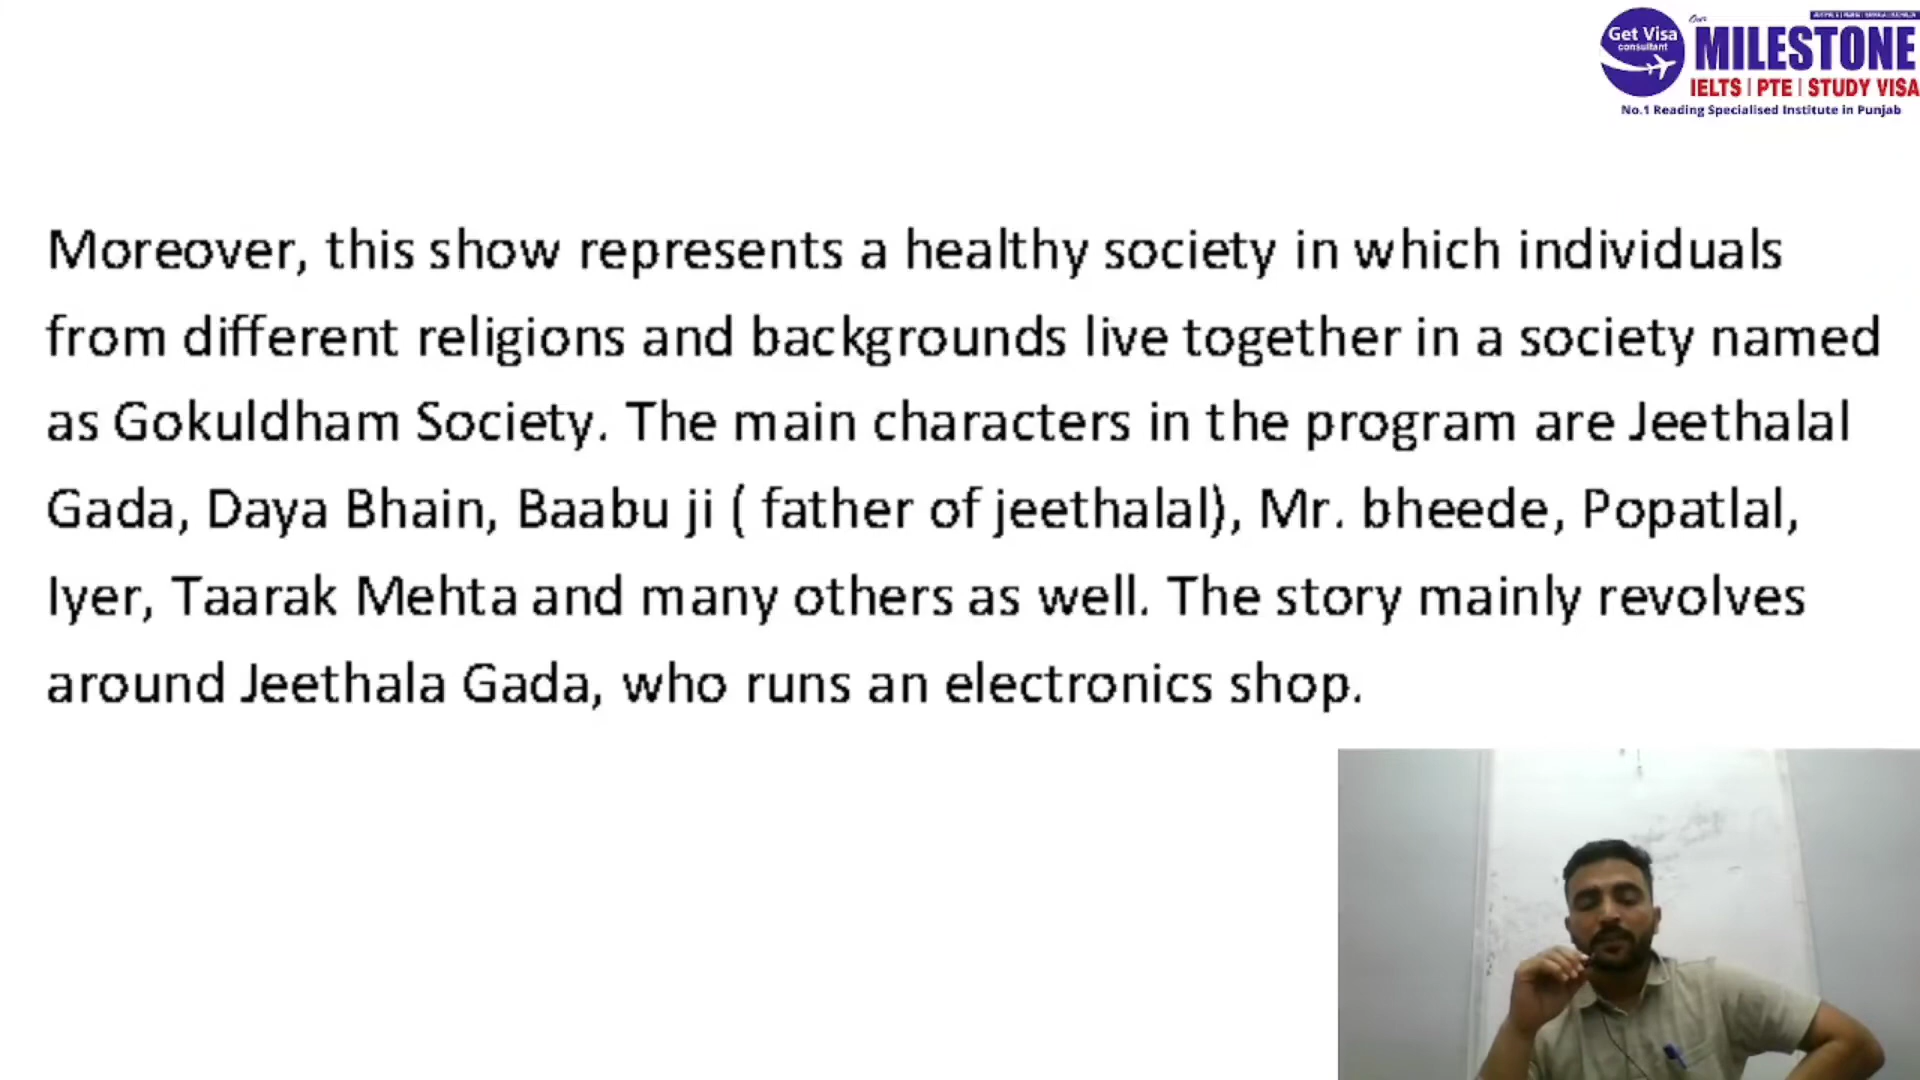 Our
Get Visa
consultant
MILESTONE
IELTS | PTE | STUDY VISA
No.1 Reading Specialised Institute in Punjab
Moreover, this show represents a healthy society in which individuals
from different religions and backgrounds live together in a society named
as Gokuldham Society. The main characters in the program are Jeethalal
Gada, Daya Bhain, Baabu ji ( father of jeethalal), Mr. bheede, Popatlal,
Iyer, Taarak Mehta and many others as well. The story mainly revolves
around Jeethala Gada, who runs an electronics shop.